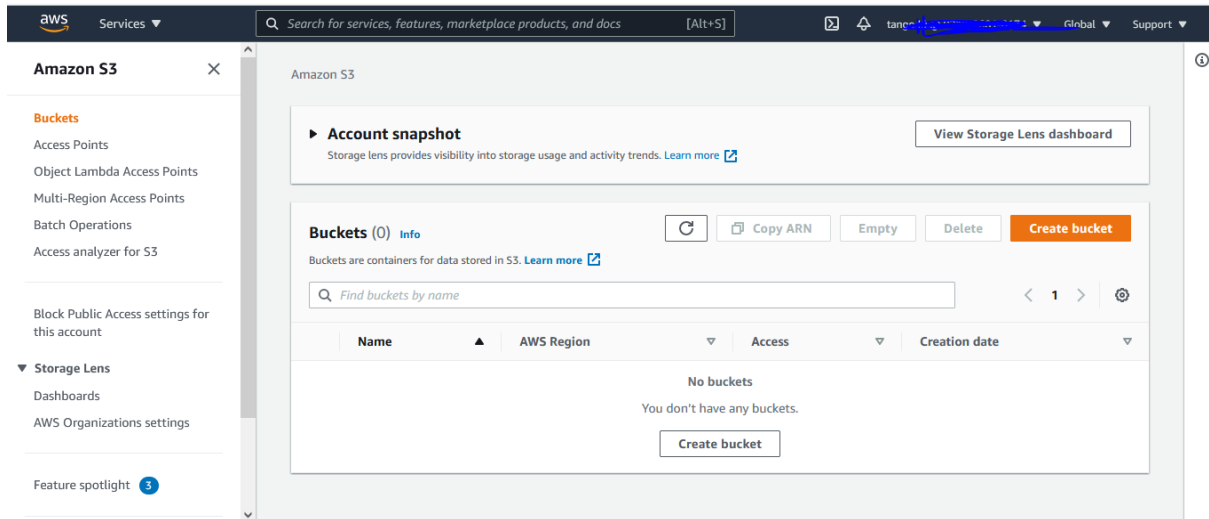 aws Services Search for services, features, marketplace products, and docs [Alt+S] Global Support
Amazon S3
Buckets
Access Points
Object Lambda Access Points
Multi-Region Access Points
Batch Operations
Access analyzer for S3
Block Public Access settings for
this account
Storage Lens
Dashboards
AWS Organizations settings
Feature spotlight 3
Amazon S3
Account snapshot View Storage Lens dashboard
Storage lens provides visibility into storage usage and activity trends. Learn more
Buckets (0) Info Copy ARN Empty Delete Create bucket
Buckets are containers for data stored in S3. Learn more
Find buckets by name 1
Name AWS Region Access Creation date
No buckets
You don't have any buckets.
Create bucket